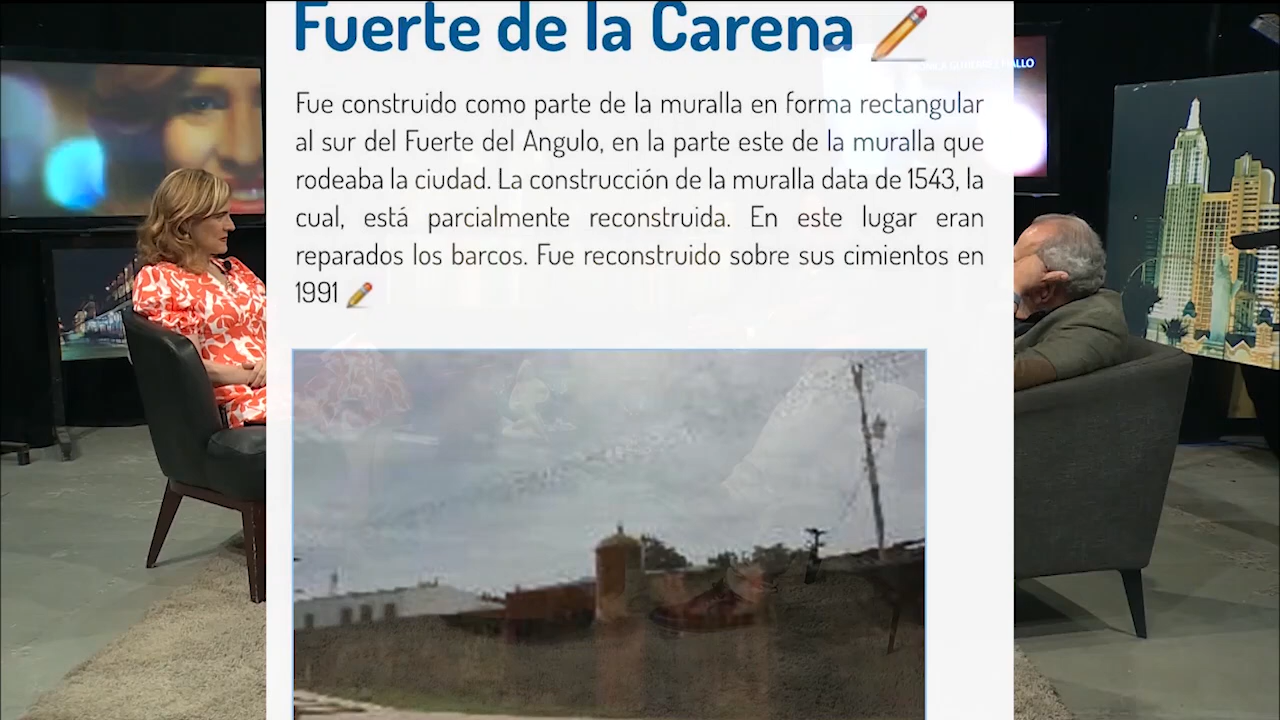 Fuerte de la Carena
Fue construido como parte de la muralla en forma rectangular
al sur del Fuerte del Angulo, en la parte este de la muralla que
rodeaba la ciudad. La construcción de la muralla data de 1543, la
cual, está parcialmente reconstruida. En este lugar eran
reparados los barcos. Fue reconstruido sobre sus cimientos en
1991